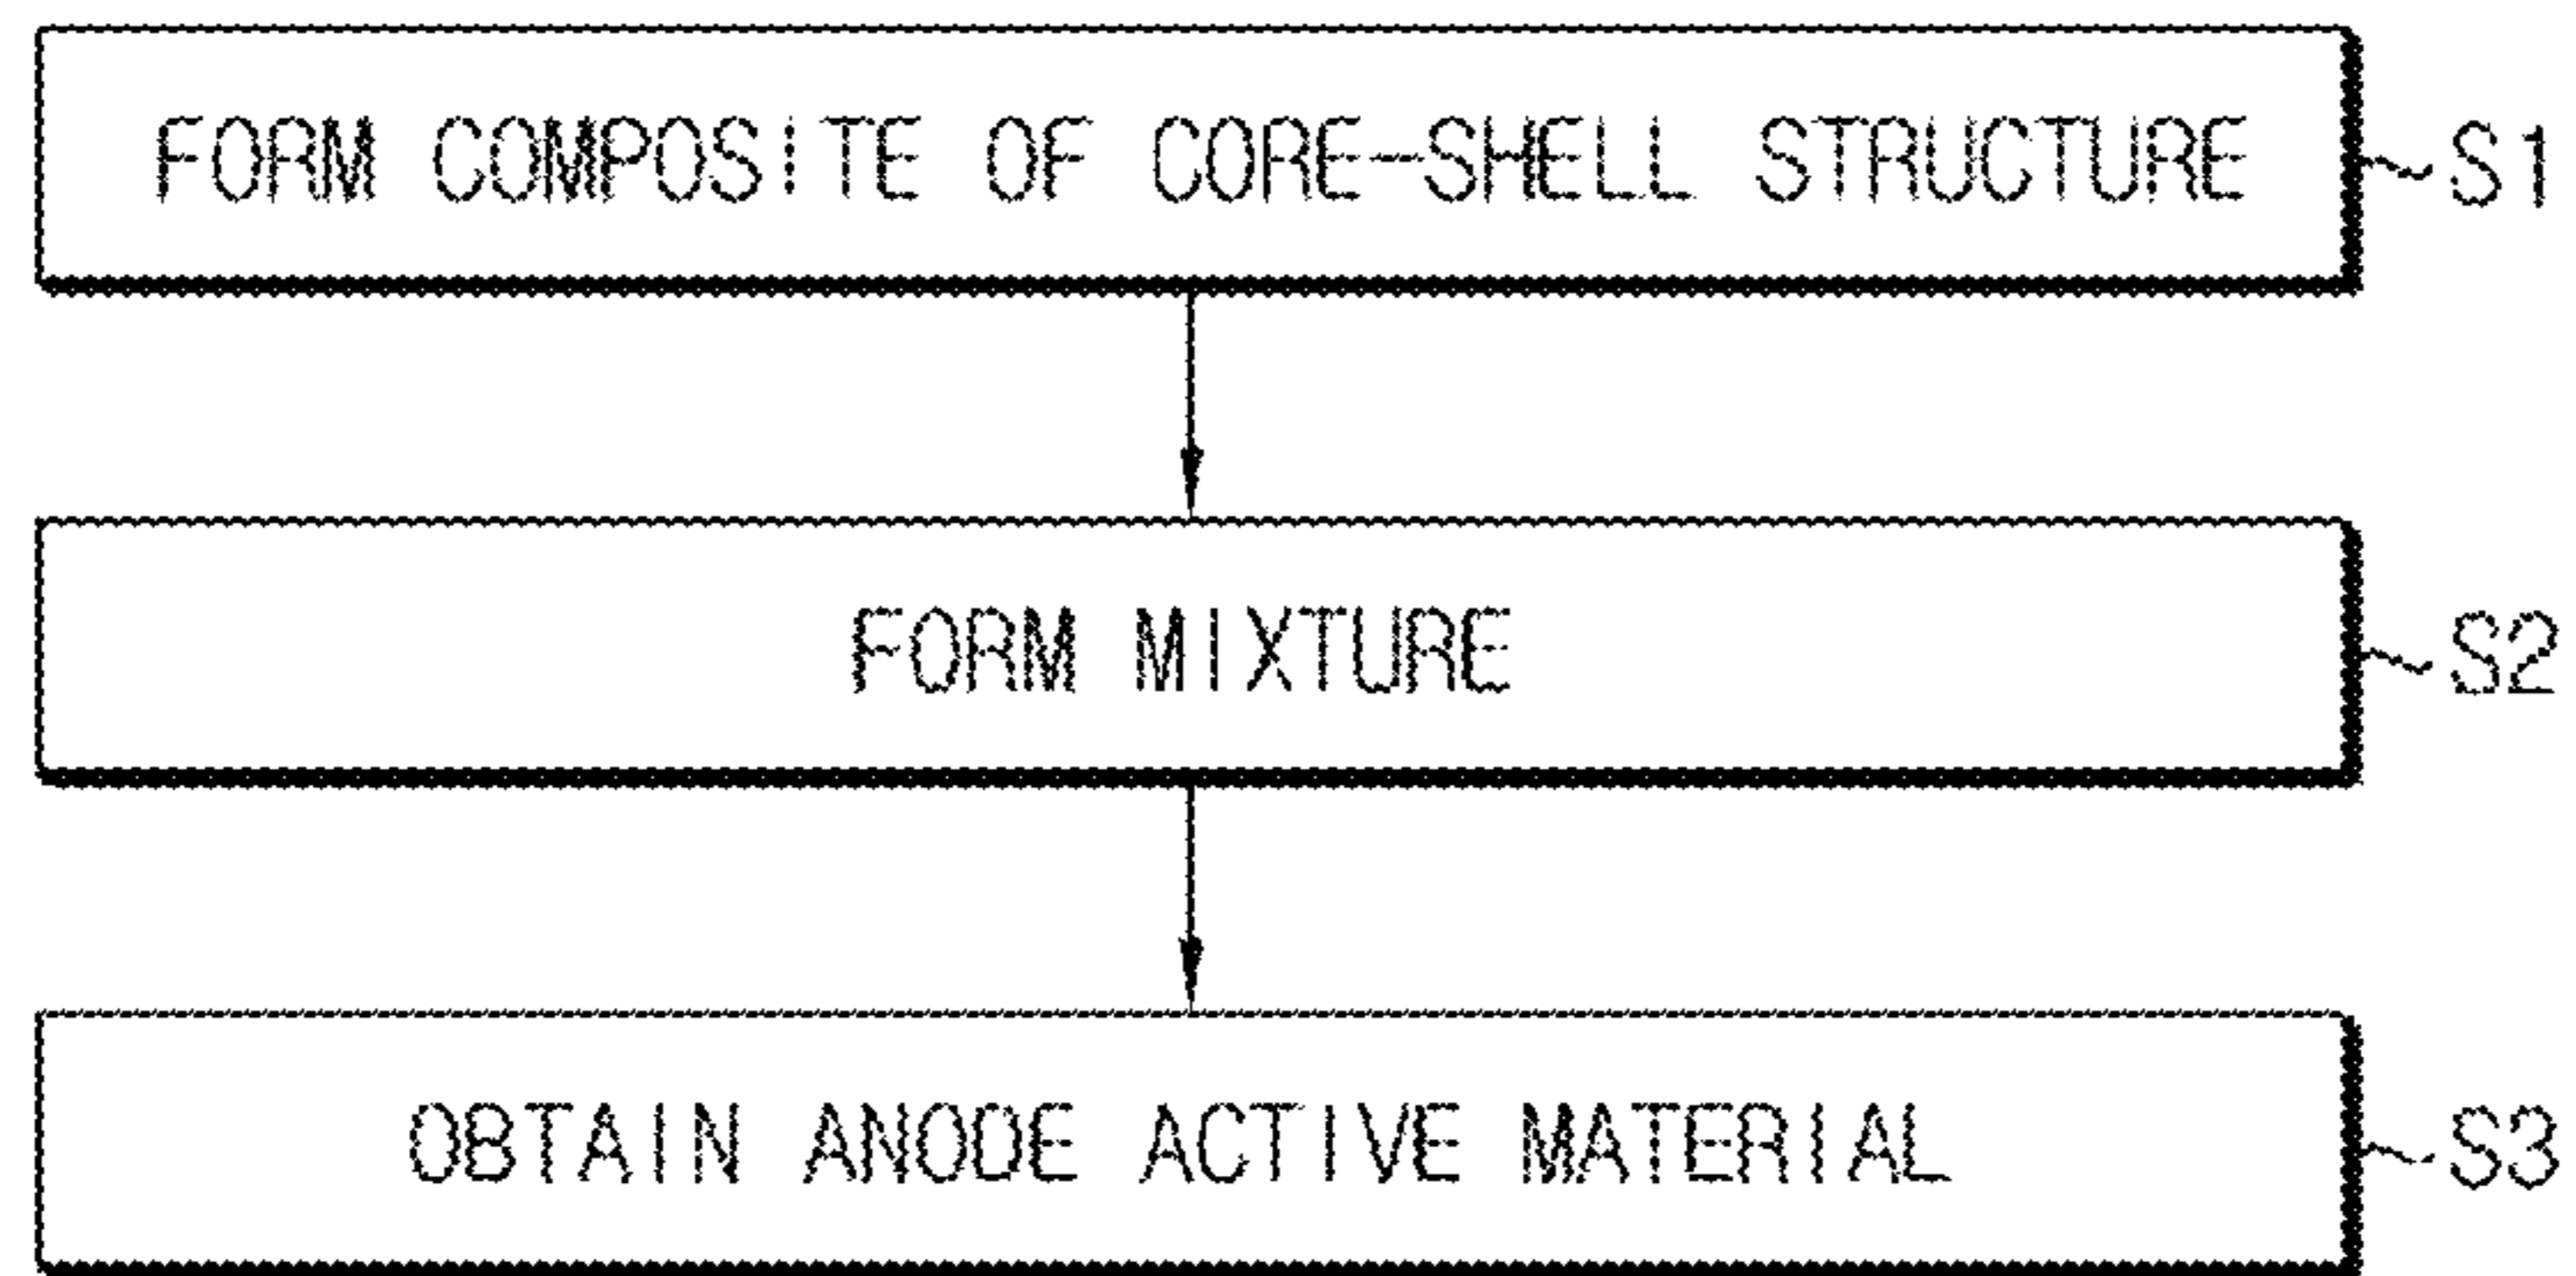 FORM COMPOSITE OF CORE-SHELL STRUCTURE S1
FORM MIXTURE S2
OBTAIN ANODE ACTIVE MATERIAL S3